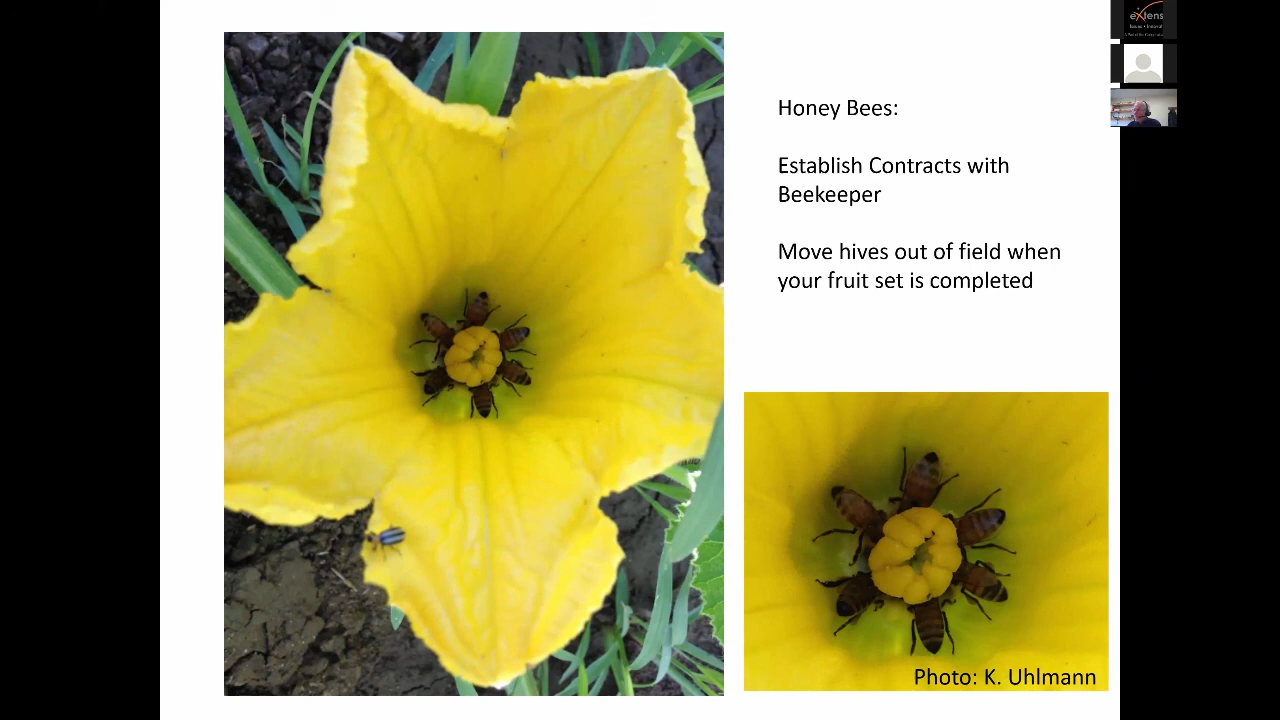 Honey Bees:
Establish Contracts with
Beekeeper
Move hives out of field when
your fruit set is completed
Photo: K. Uhlmann
eXtens